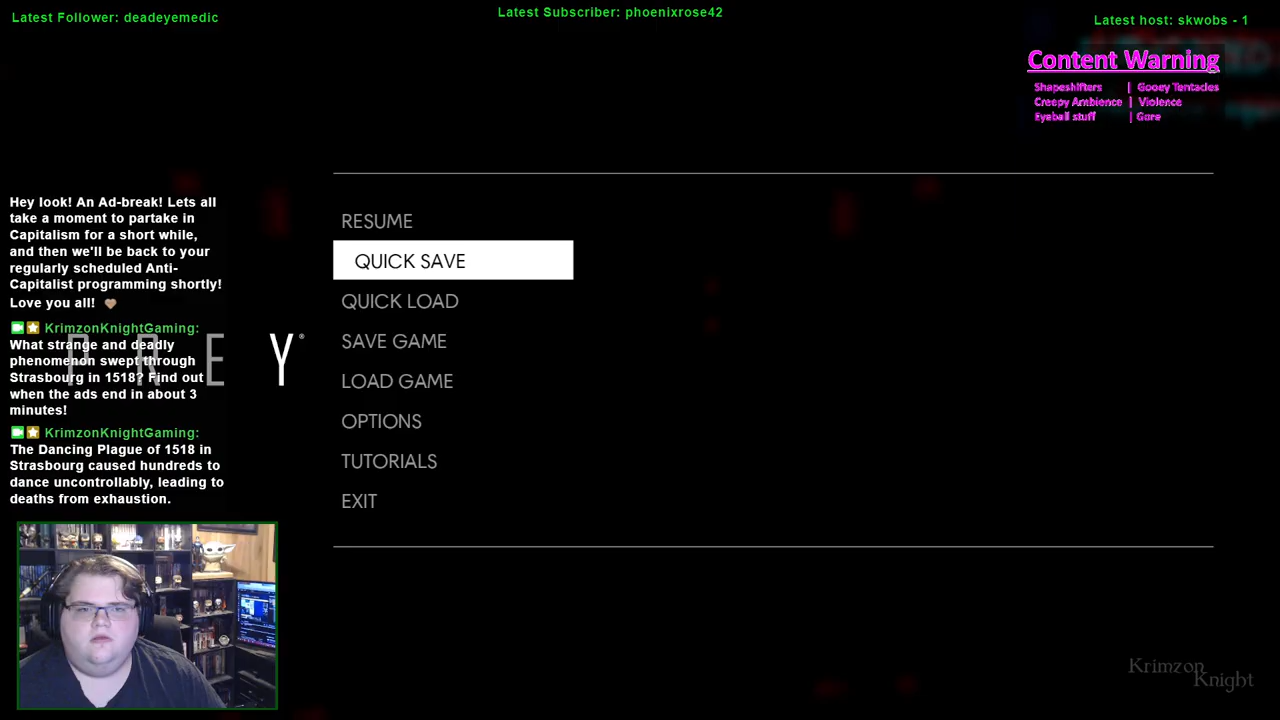 Latest Follower: deadeyemedic
Latest Subscriber: phoenixrose42
Latest host: skwobs - 1
Content Warning
Shapeshifters | Gooey Tentacles
Creepy Ambience | Violence
Eyeball stuff | Gore
Hey look! An Ad-break! Lets all
take a moment to partake in
Capitalism for a short while,
and then we'll be back to your
regularly scheduled Anti-
Capitalist programming shortly!
Love you all!
KrimzonKnightGaming:
What strange and deadly
phenomenon swept through
Strasbourg in 1518? Find out
when the ads end in about 3
minutes!
KrimzonKnightGaming:
The Dancing Plague of 1518 in
Strasbourg caused hundreds to
dance uncontrollably, leading to
deaths from exhaustion.
PREY®
RESUME
QUICK SAVE
QUICK LOAD
SAVE GAME
LOAD GAME
OPTIONS
TUTORIALS
EXIT
Krimzon
Knight